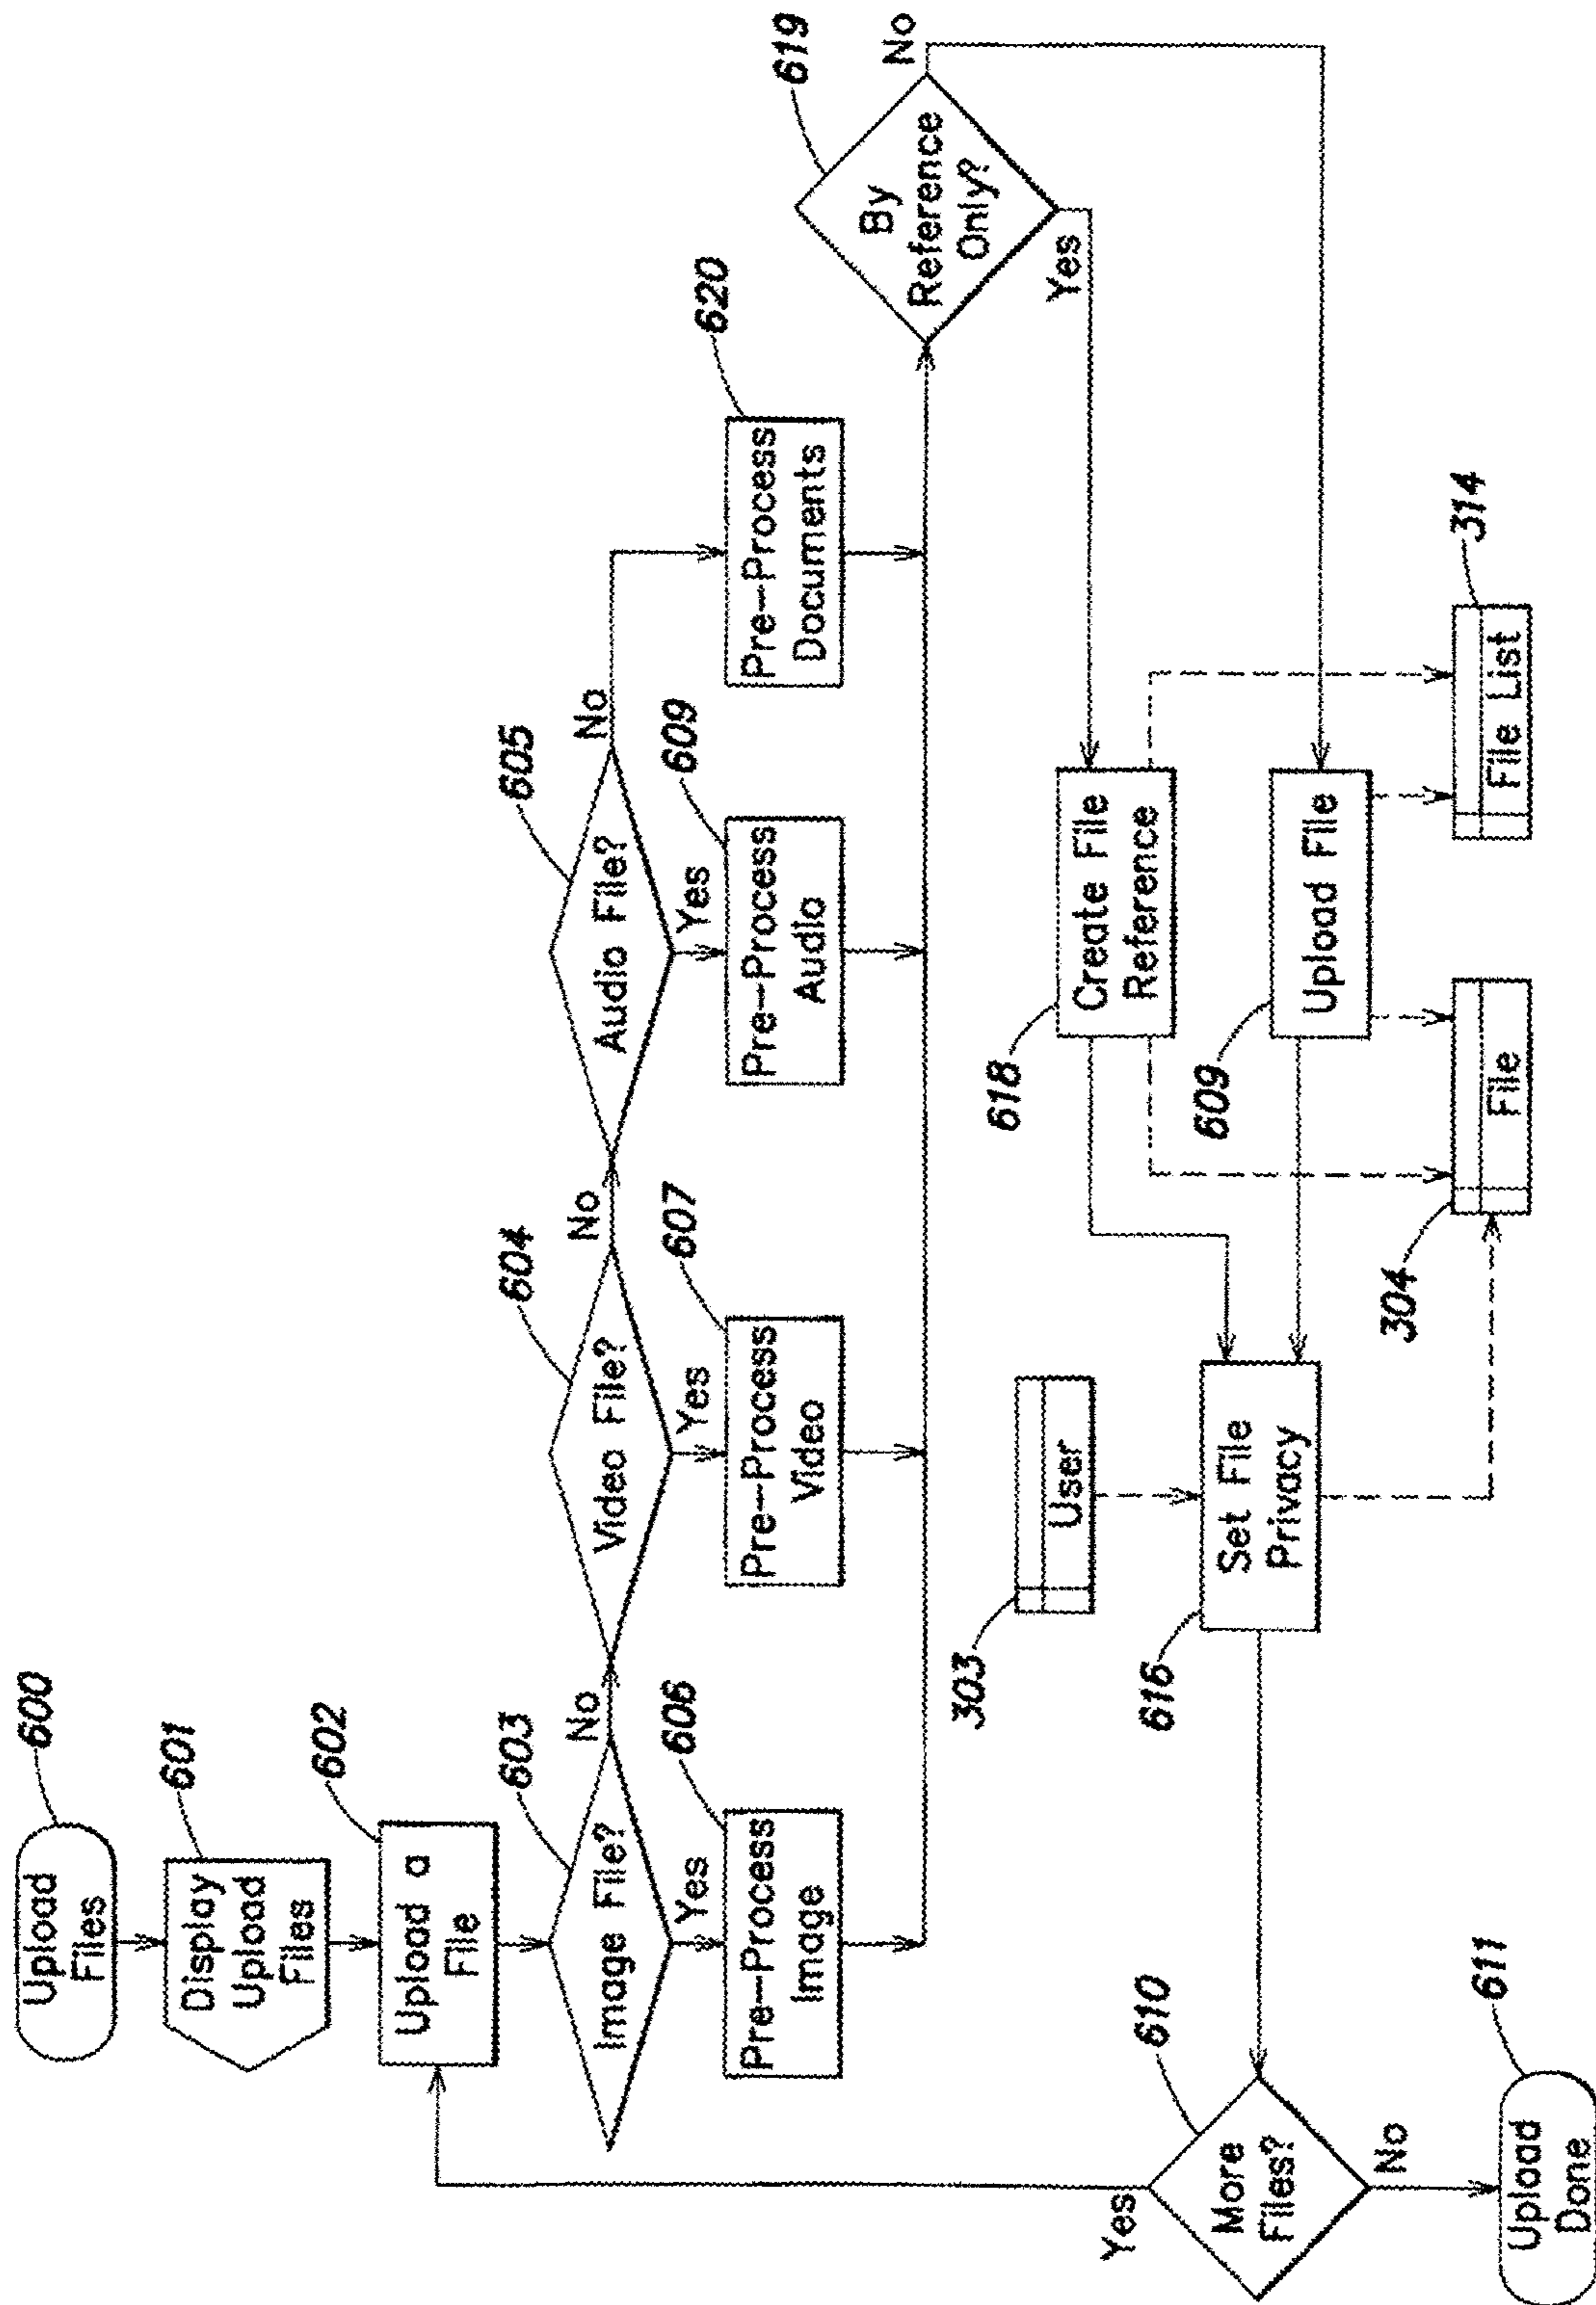 600
Upload
Files
601
Display
Upload
Files
602
Upload a
File
603
Image File?
No
604
Video File?
No
605
Audio File?
No
Yes
606
Pre-Process
Image
Yes
607
Pre-Process
Video
Yes
609
Pre-Process
Audio
620
Pre-Process
Documents
619
By
Reference
Only?
No
Yes
618
Create File
Reference
609
Upload File
303
User
616
Set File
Privacy
304
File
314
File List
610
More
Files?
Yes
No
611
Upload
Done